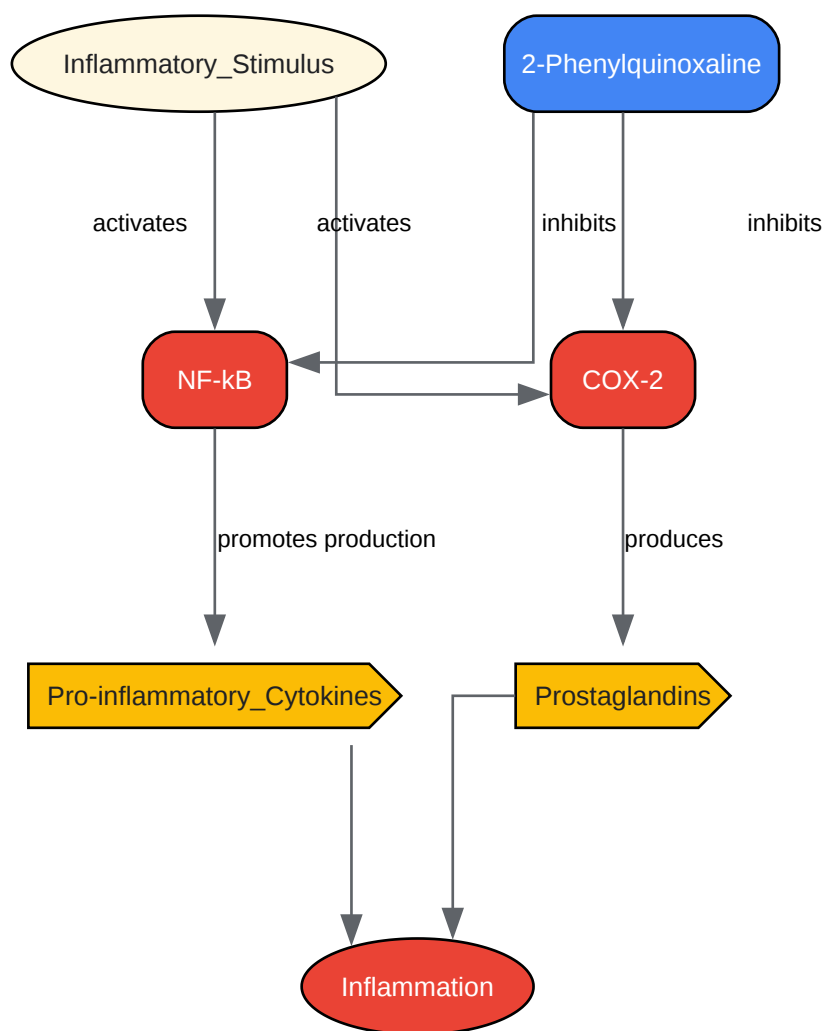 Inflammatory_Stimulus
2-Phenylquinoxaline
activates
activates
inhibits
inhibits
NF-kB
COX-2
promotes production
produces
Pro-inflammatory_Cytokines
Prostaglandins
Inflammation